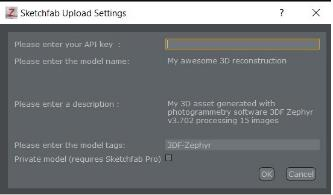 Sketchfab Upload Settings
Please enter your API key :
Please enter the model name: My awesome 3D reconstruction
Please enter a description : My 3D asset generated with
photogrammetry software 3DF Zephyr
v3.702 processing 15 images
Please enter the model tags: 3DF-Zephyr
Private model (requires Sketchfab Pro)
OK Cancel